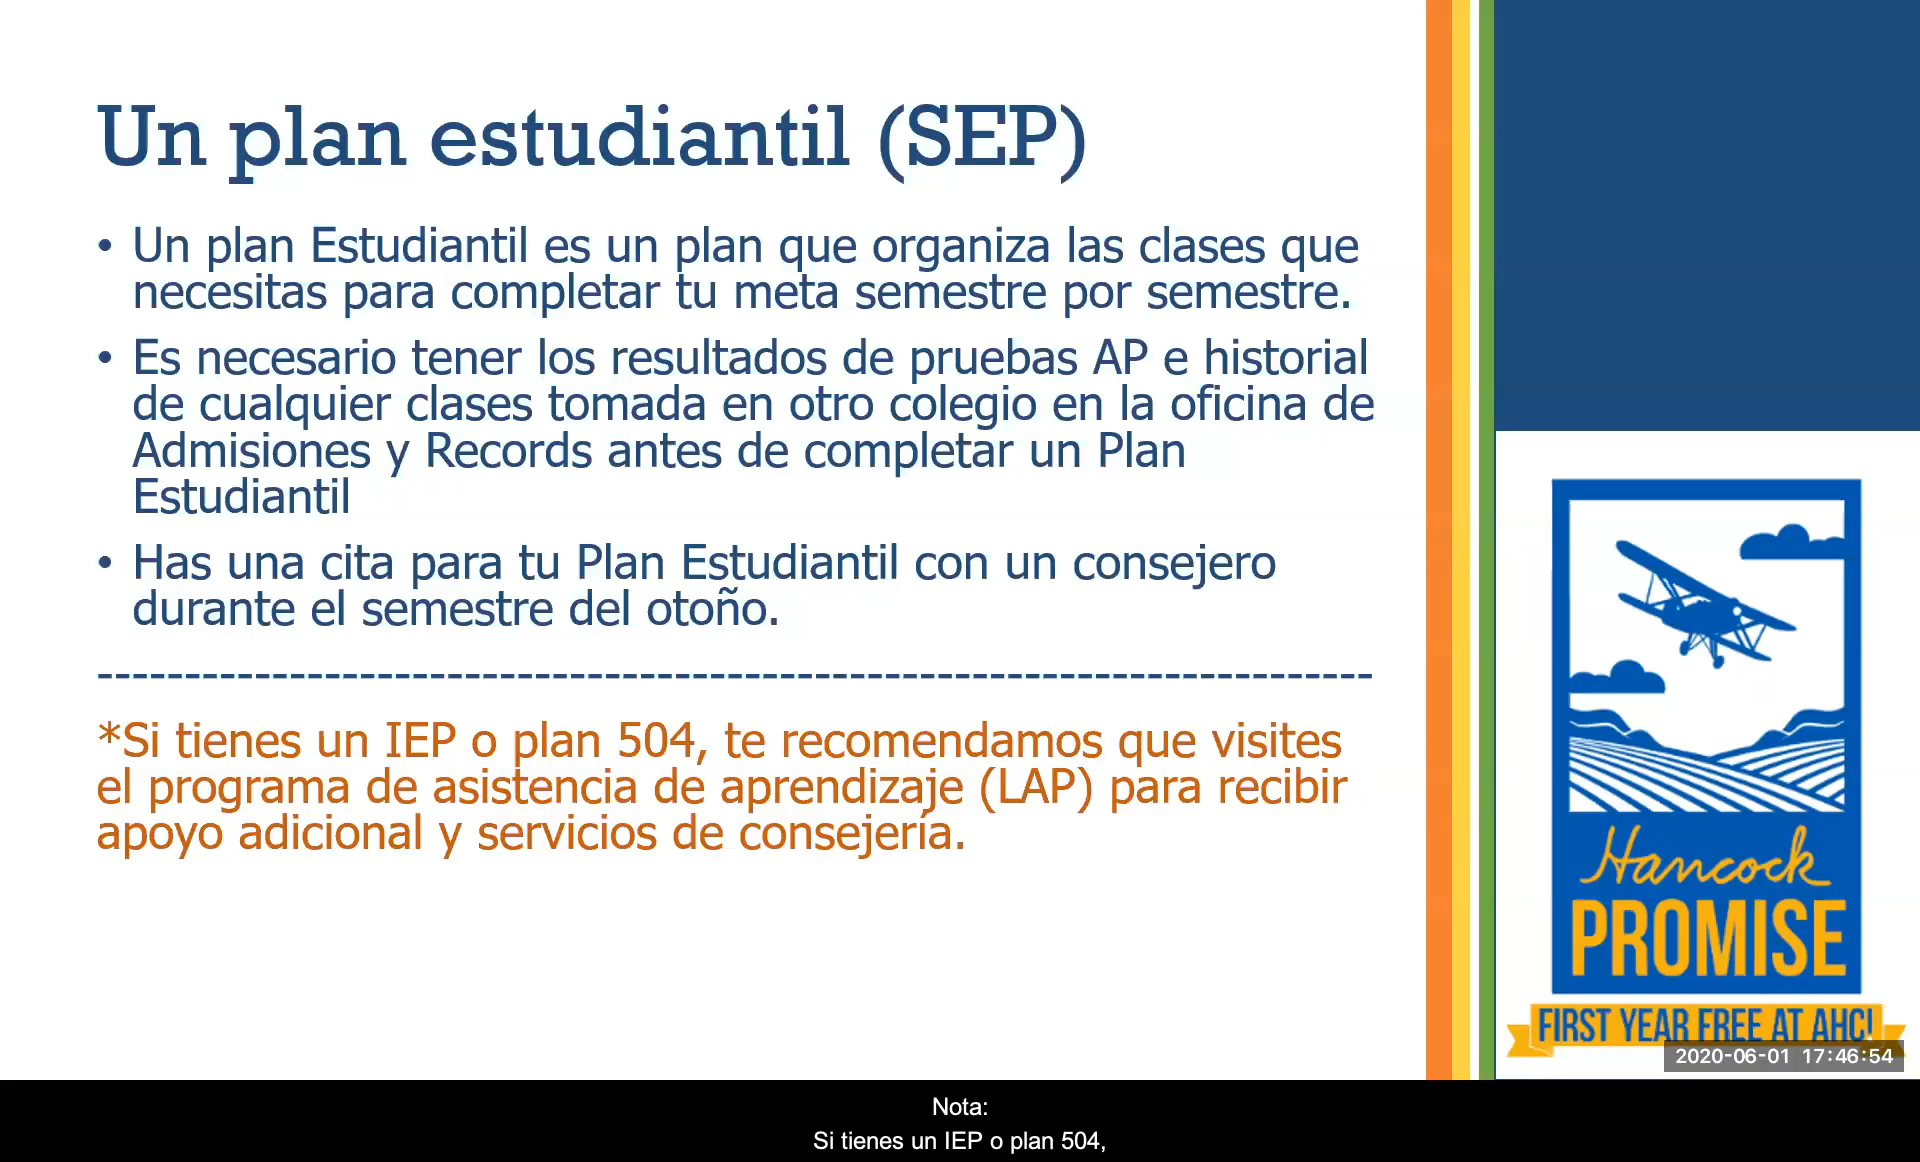 Un plan estudiantil (SEP)
• Un plan Estudiantil es un plan que organiza las clases que
necesitas para completar tu meta semestre por semestre.
• Es necesario tener los resultados de pruebas AP e historial
de cualquier clases tomada en otro colegio en la oficina de
Admisiones y Records antes de completar un Plan
Estudiantil
• Has una cita para tu Plan Estudiantil con un consejero
durante el semestre del otoño.
--------------------------------------------------------------------------
*Si tienes un IEP o plan 504, te recomendamos que visites
el programa de asistencia de aprendizaje (LAP) para recibir
apoyo adicional y servicios de consejería.
Hancock
PROMISE
FIRST YEAR FREE AT AHC!
2020-06-01 17:46:54
Nota:
Si tienes un IEP o plan 504,